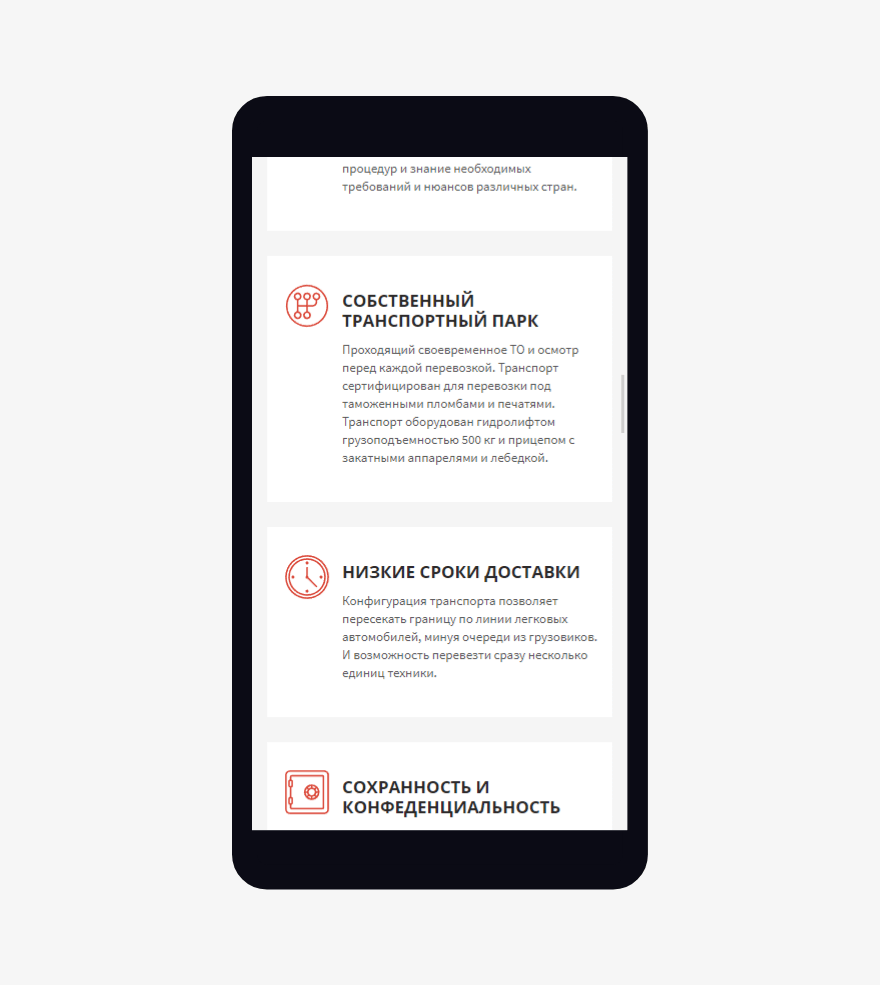 процедур и знание необходимых
требований и нюансов различных стран.
СОБСТВЕННЫЙ
ТРАНСПОРТНЫЙ ПАРК
Проходящий своевременное ТО и осмотр
перед каждой перевозкой. Транспорт
сертифицирован для перевозки под
таможенными пломбами и печатями.
Транспорт оборудован гидролифтом
грузоподъемностью 500 кг и прицепом с
закатными аппарелями и лебедкой.
НИЗКИЕ СРОКИ ДОСТАВКИ
Конфигурация транспорта позволяет
пересекать границу по линии легковых
автомобилей, минуя очереди из грузовиков.
И возможность перевезти сразу несколько
единиц техники.
СОХРАННОСТЬ И
КОНФЕДЕНЦИАЛЬНОСТЬ